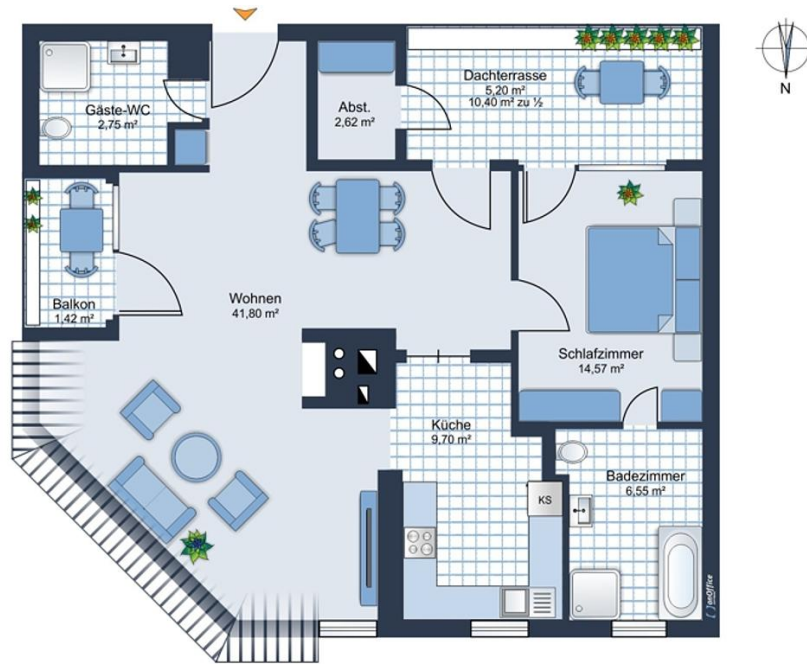 Gäste-WC
2,75 m²
Abst.
2,62 m²
Dachterrasse
5,20 m²
10,40 m² zu ½
N
Balkon
1,42 m²
Wohnen
41,80 m²
Schlafzimmer
14,57 m²
Küche
9,70 m²
KS
Badezimmer
6,55 m²
onOffice